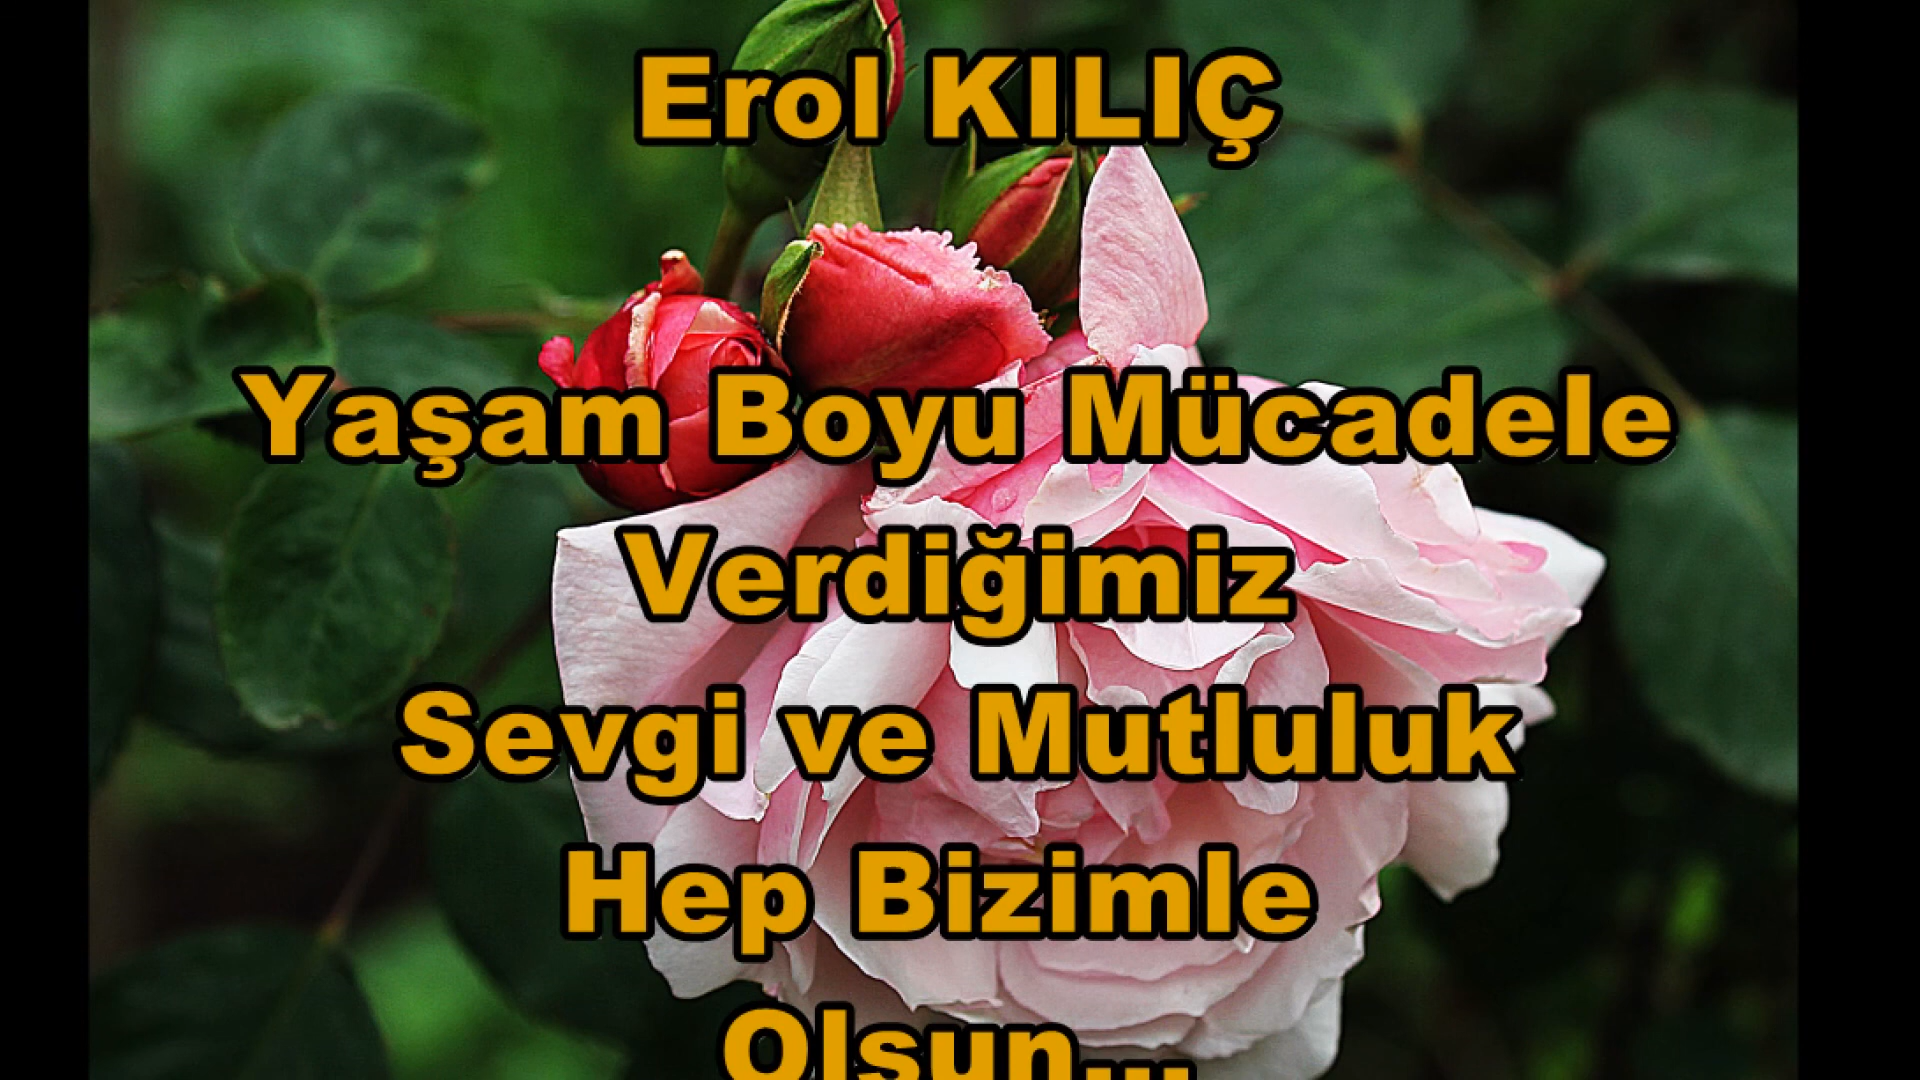 Erol KILIÇ
Yaşam Boyu Mücadele
Verdiğimiz
Sevgi ve Mutluluk
Hep Bizimle
Olsun...